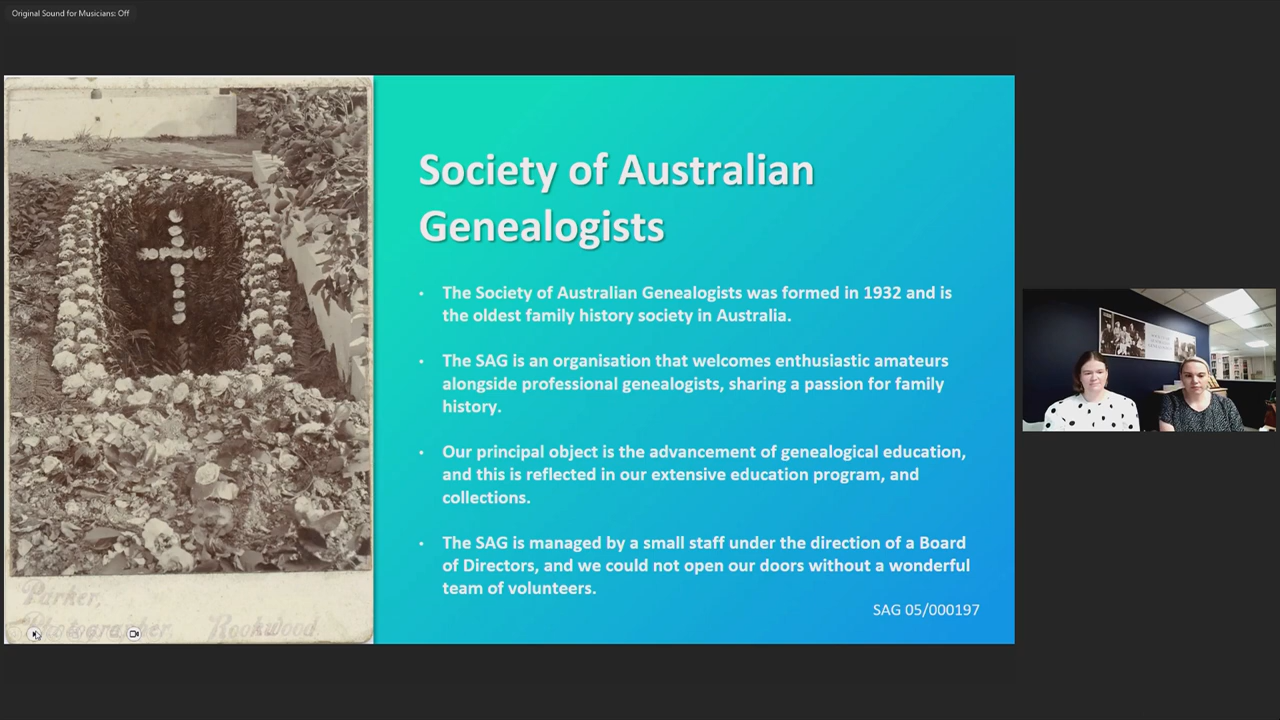 Original Sound for Musicians: Off
Society of Australian
Genealogists
• The Society of Australian Genealogists was formed in 1932 and is
the oldest family history society in Australia.
• The SAG is an organisation that welcomes enthusiastic amateurs
alongside professional genealogists, sharing a passion for family
history.
• Our principal object is the advancement of genealogical education,
and this is reflected in our extensive education program, and
collections.
• The SAG is managed by a small staff under the direction of a Board
of Directors, and we could not open our doors without a wonderful
team of volunteers.
SAG 05/000197
Parker,
Photographer, Rookwood